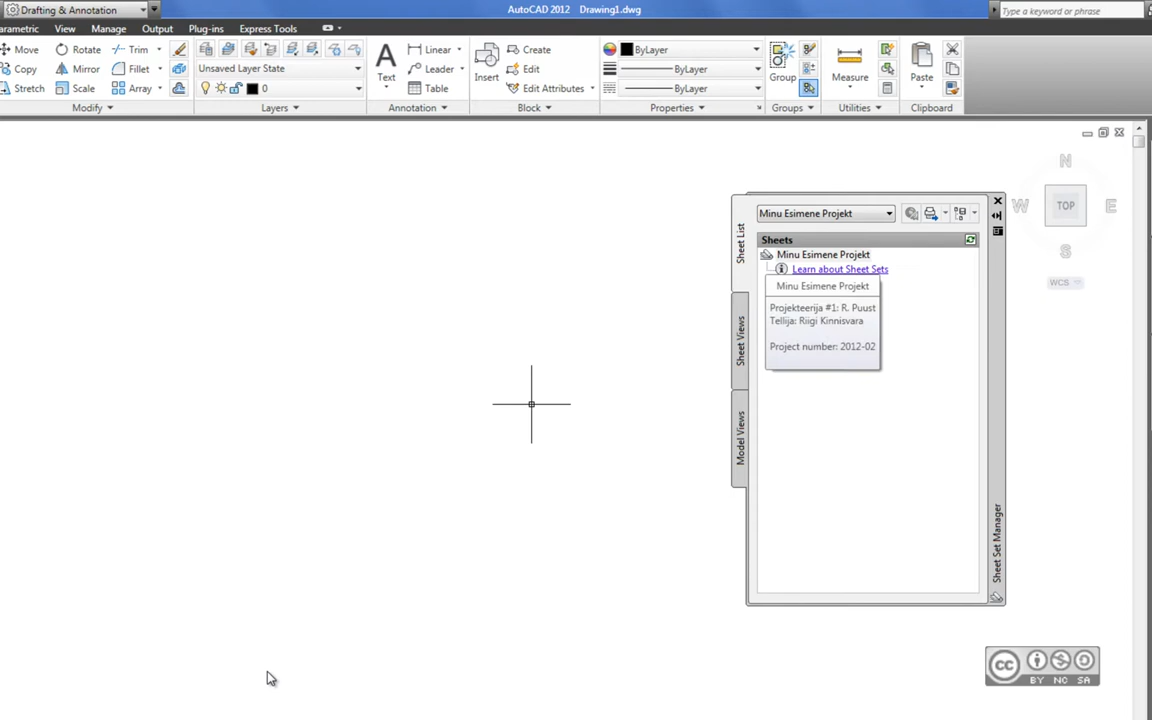 Drafting & Annotation
AutoCAD 2012 Drawing1.dwg
Type a keyword or phrase
arametric View Manage Output Plug-ins Express Tools
Move Rotate Trim
Copy Mirror Fillet
Stretch Scale Array
Modify
Unsaved Layer State
0
Layers
A
Text
Linear
Leader
Table
Annotation
Insert
Create
Edit
Edit Attributes
Block
ByLayer
ByLayer
ByLayer
Properties
Group
Groups
Measure
Utilities
Paste
Clipboard
N
W TOP E
S
WCS
Minu Esimene Projekt
Sheets
Minu Esimene Projekt
Learn about Sheet Sets
Minu Esimene Projekt
Projekteerija #1: R. Puust
Tellija: Riigi Kinnisvara
Project number: 2012-02
Sheet List
Sheet Views
Model Views
Sheet Set Manager
cc
BY NC SA